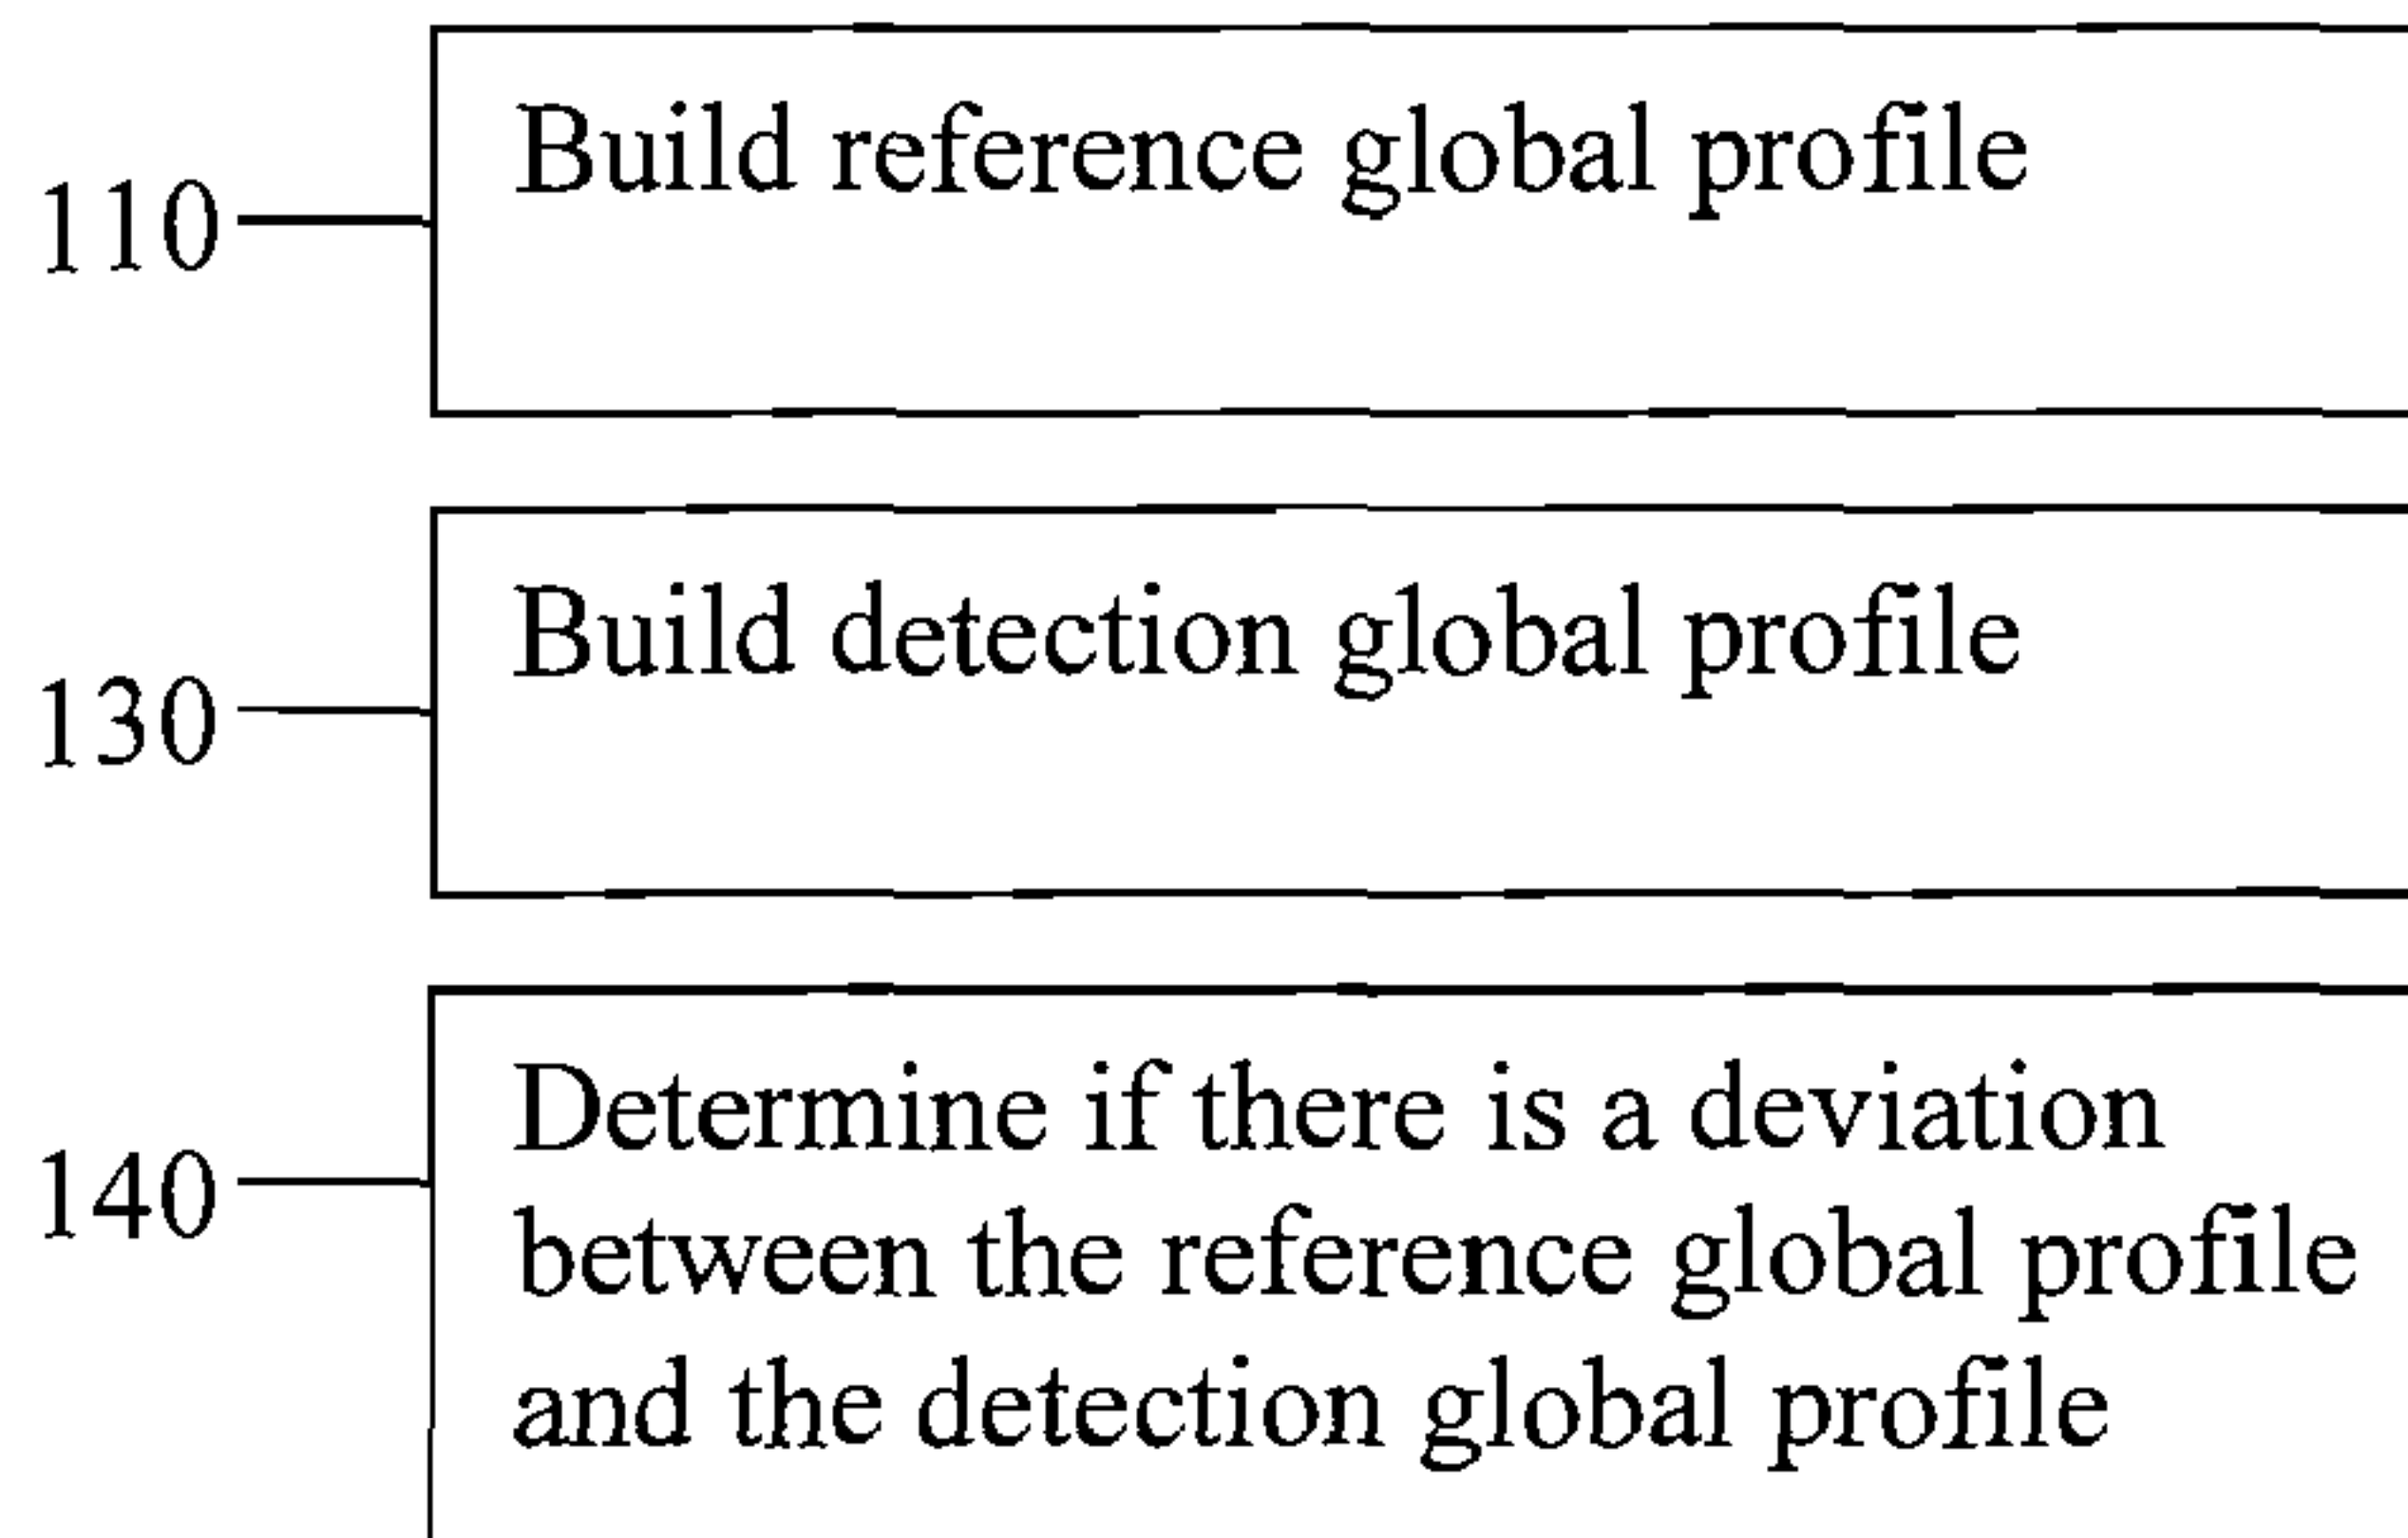 Build reference global profile
110
Build detection global profile
130
Determine if there is a deviation
140
between the reference global profile
and the detection global profile